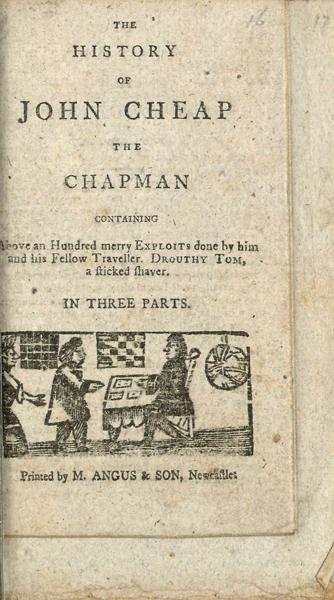 16
THE
HISTORY
OF
JOHN CHEAP
THE
CHAPMAN
CONTAINING
Above an Hundred merry EXPLOITS done by him
and his Fellow Traveller. DROUTHY TOM,
a ſticked ſhaver.
IN THREE PARTS.
Printed by M. ANGUS & SON, Newcaſtle.